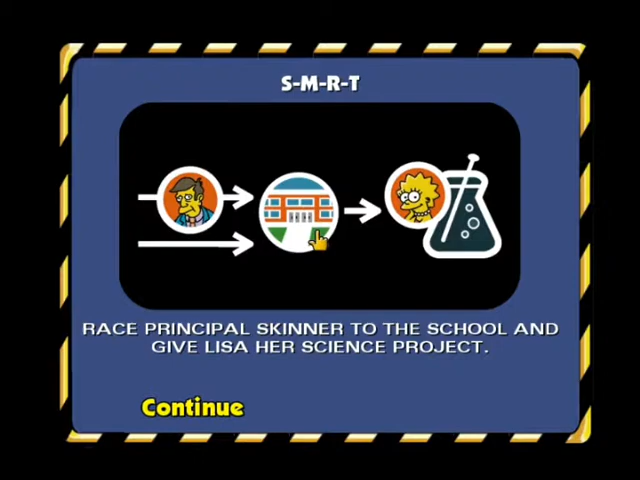 S-M-R-T
RACE PRINCIPAL SKINNER TO THE SCHOOL AND
GIVE LISA HER SCIENCE PROJECT.
Continue